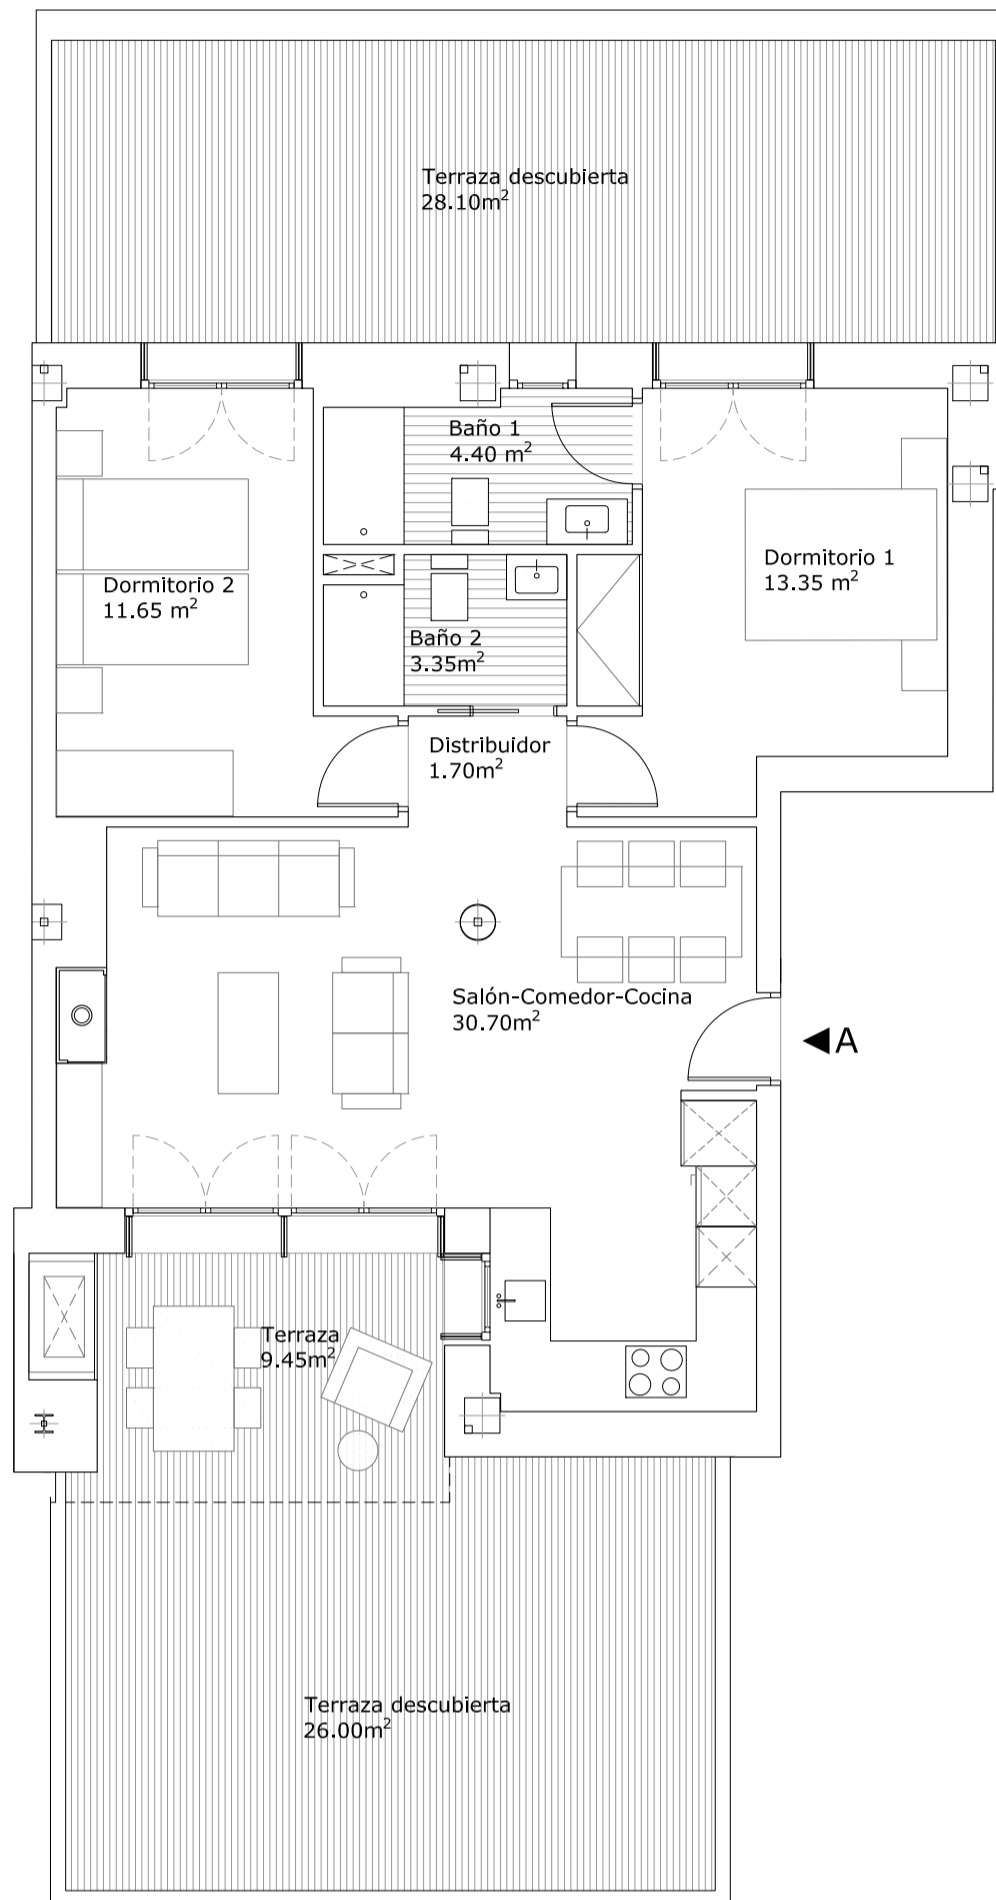 Terraza descubierta
28.10m²
Baño 1
4.40 m²
Dormitorio 1
13.35 m²
Dormitorio 2
11.65 m²
Baño 2
3.35m²
Distribuidor
1.70m²
Salón-Comedor-Cocina
30.70m²
A
Terraza
9.45m²
Terraza descubierta
26.00m²